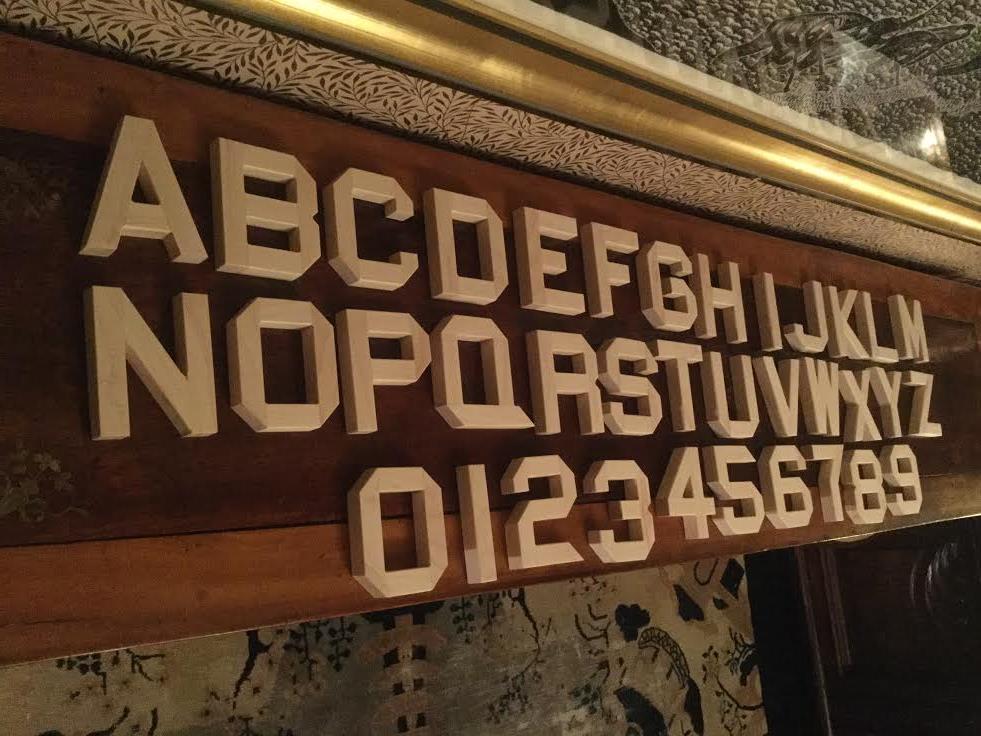 ABCDEFGHIJKLM
NOPQRSTUVWXYZ
0123456789